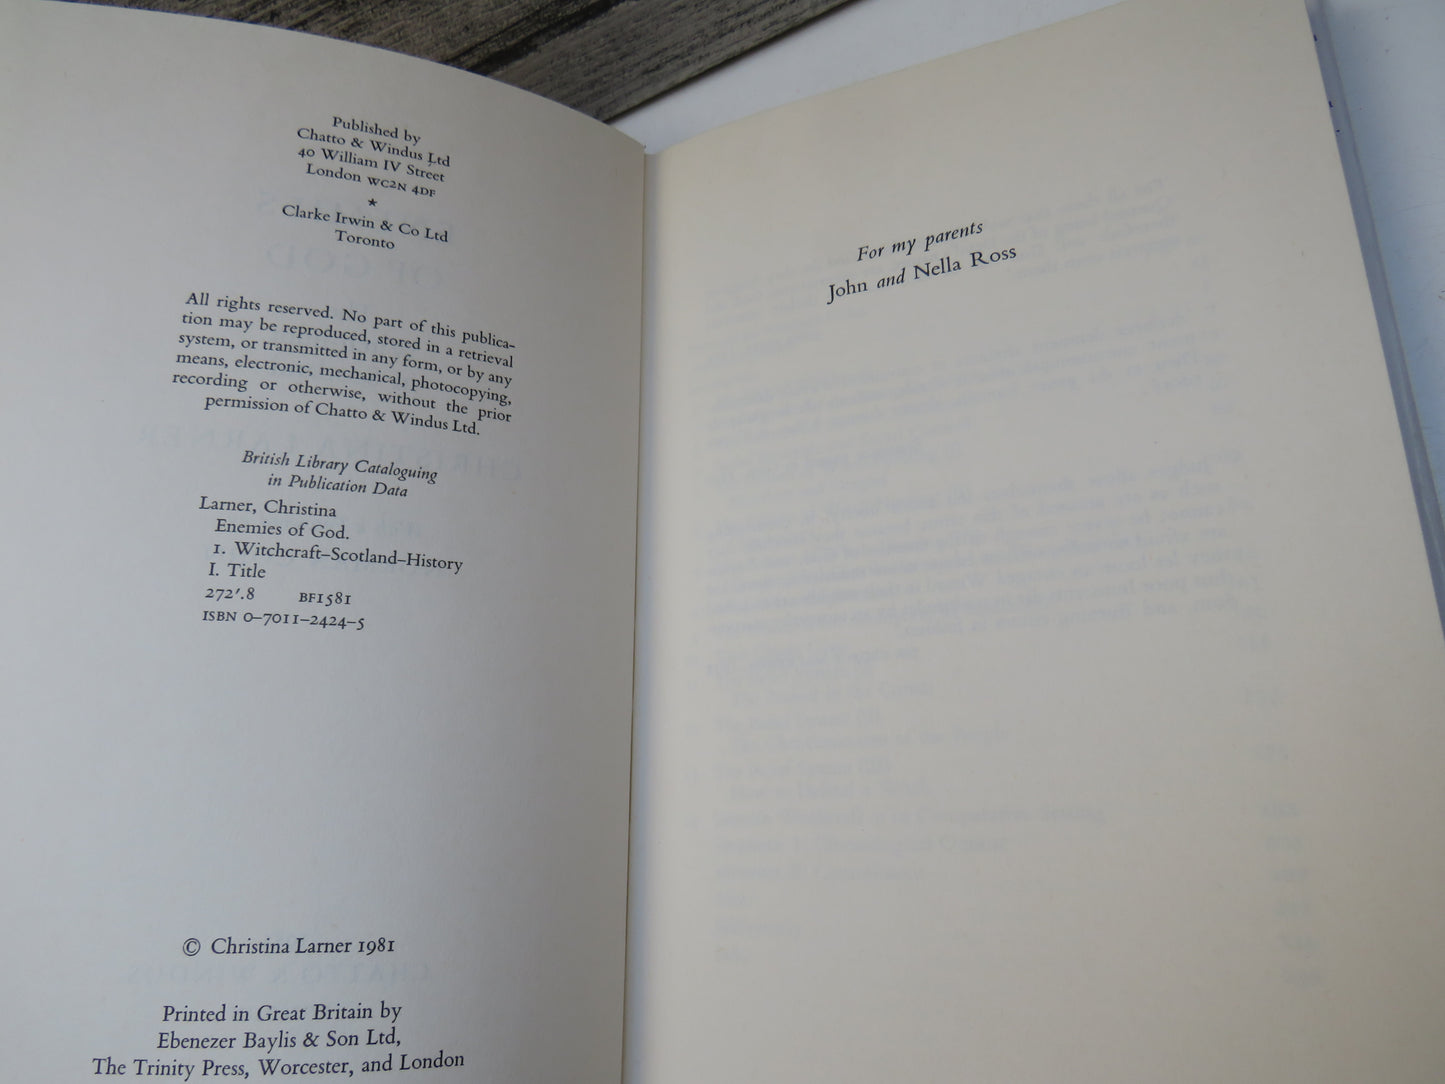 Published by
Chatto & Windus Ltd
40 William IV Street
London WC2N 4DF
*
Clarke Irwin & Co Ltd
Toronto
All rights reserved. No part of this publica-
tion may be reproduced, stored in a retrieval
system, or transmitted in any form, or by any
means, electronic, mechanical, photocopying,
recording or otherwise, without the prior
permission of Chatto & Windus Ltd.
British Library Cataloguing
in Publication Data
Larner, Christina
Enemies of God.
1. Witchcraft–Scotland–History
I. Title
272'.8 BF1581
ISBN 0–7011–2424–5
© Christina Larner 1981
Printed in Great Britain by
Ebenezer Baylis & Son Ltd,
The Trinity Press, Worcester, and London
For my parents
John and Nella Ross